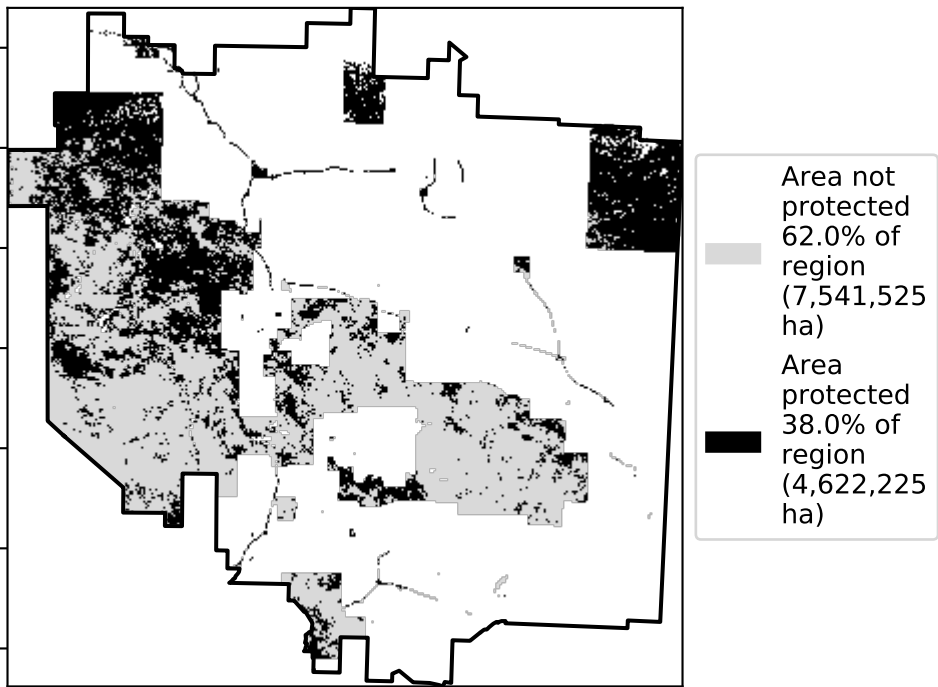 Area not
protected
62.0% of
region
(7,541,525
ha)
Area
protected
38.0% of
region
(4,622,225
ha)